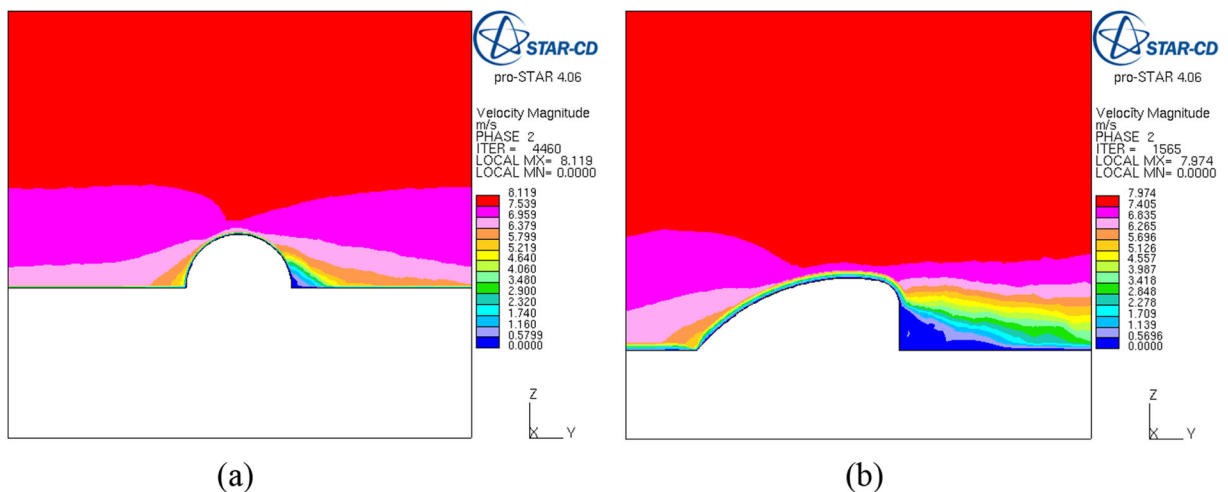 STAR-CD
pro-STAR 4.06
Velocity Magnitude
m/s
PHASE 2
ITER = 4460
LOCAL MX= 8.119
LOCAL MN= 0.0000
8.119
7.539
6.959
6.379
5.799
5.219
4.640
4.060
3.480
2.900
2.320
1.740
1.160
0.5799
0.0000
Z
X Y
(a)
STAR-CD
pro-STAR 4.06
Velocity Magnitude
m/s
PHASE 2
ITER = 1565
LOCAL MX= 7.974
LOCAL MN= 0.0000
7.974
7.405
6.835
6.265
5.696
5.126
4.557
3.987
3.418
2.848
2.278
1.709
1.139
0.5696
0.0000
Z
X Y
(b)